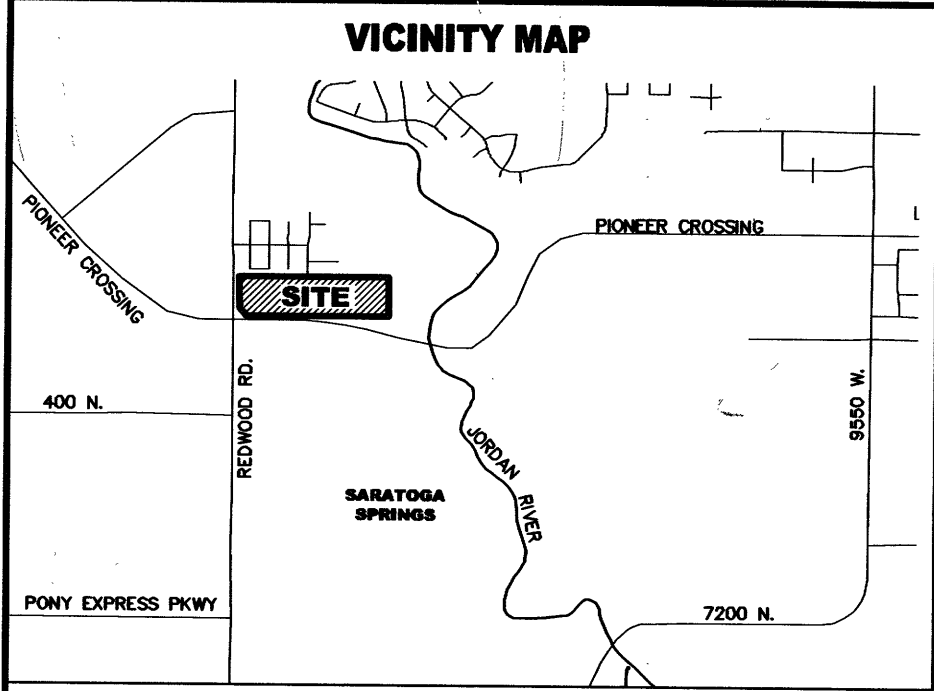 VICINITY MAP
PIONEER CROSSING
PIONEER CROSSING
SITE
REDWOOD RD.
400 N.
9550 W.
JORDAN RIVER
SARATOGA
SPRINGS
PONY EXPRESS PKWY
7200 N.